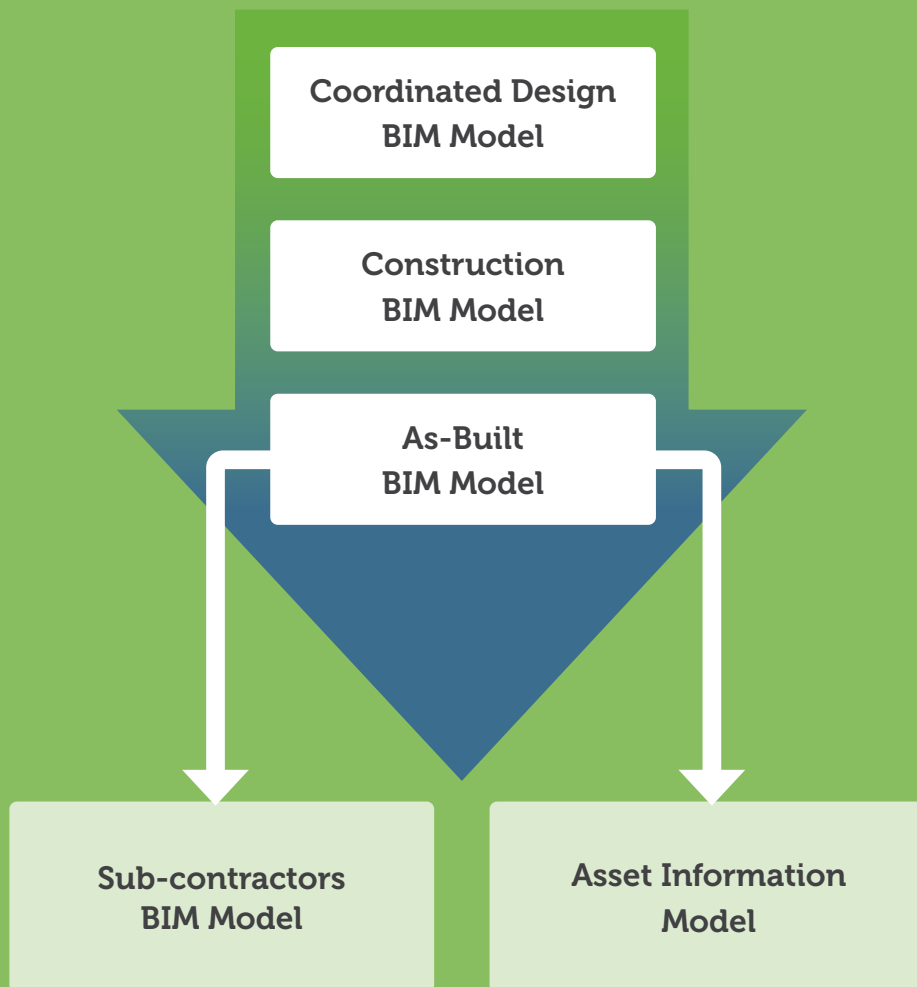 Coordinated Design
BIM Model
Construction
BIM Model
As-Built
BIM Model
Sub-contractors
BIM Model
Asset Information
Model